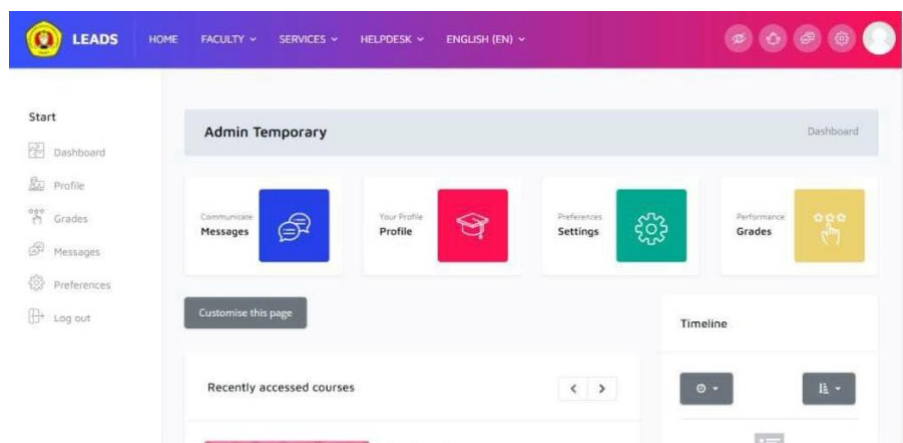 LEADS
HOME
FACULTY
SERVICES
HELPDESK
ENGLISH (EN)
Start
Dashboard
Profile
Grades
Messages
Preferences
Log out
Admin Temporary
Dashboard
Communicate
Messages
Your Profile
Profile
Preferences
Settings
Performance
Grades
Customise this page
Timeline
Recently accessed courses